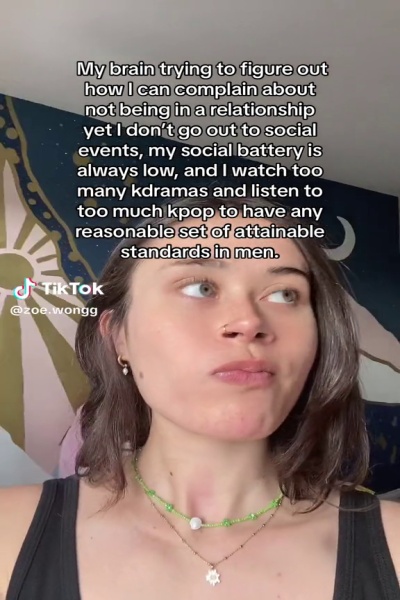 My brain trying to figure out
how I can complain about
not being in a relationship
yet I don't go out to social
events, my social battery is
always low, and I watch too
many kdramas and listen to
too much kpop to have any
reasonable set of attainable
standards in men.
TikTok
@zoe.wongg